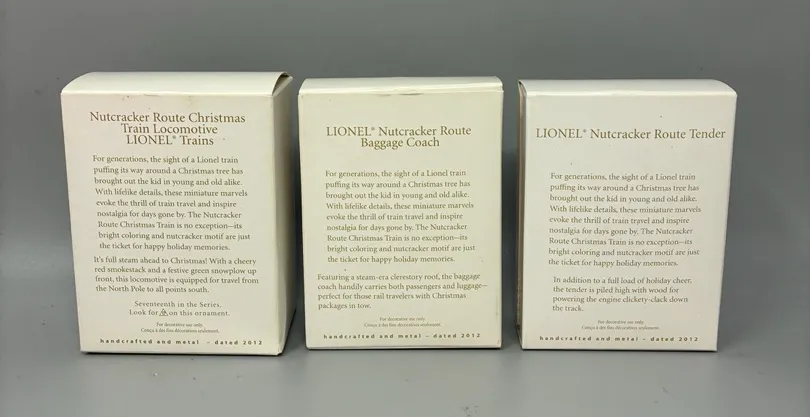 Nutcracker Route Christmas
Train Locomotive
LIONEL® Trains
For generations, the sight of a Lionel train
puffing its way around a Christmas tree has
brought out the kid in young and old alike.
With lifelike details, these miniature marvels
evoke the thrill of train travel and inspire
nostalgia for days gone by. The Nutcracker
Route Christmas Train is no exception—its
bright coloring and nutcracker motif are just
the ticket for happy holiday memories.
It's full steam ahead to Christmas! With a cheery
red smokestack and a festive green snowplow up
front, this locomotive is equipped for travel from
the North Pole to all points south.
Seventeenth in the Series.
Look for on this ornament.
For decorative use only.
Conçu à des fins décoratives seulement.
handcrafted and metal – dated 2012
LIONEL® Nutcracker Route
Baggage Coach
For generations, the sight of a Lionel train
puffing its way around a Christmas tree has
brought out the kid in young and old alike.
With lifelike details, these miniature marvels
evoke the thrill of train travel and inspire
nostalgia for days gone by. The Nutcracker
Route Christmas Train is no exception—its
bright coloring and nutcracker motif are just
the ticket for happy holiday memories.
Featuring a steam-era clerestory roof, the baggage
coach handily carries both passengers and luggage—
perfect for those rail travelers with Christmas
packages in tow.
For decorative use only.
Conçu à des fins décoratives seulement.
handcrafted and metal – dated 2012
LIONEL® Nutcracker Route Tender
For generations, the sight of a Lionel train
puffing its way around a Christmas tree has
brought out the kid in young and old alike.
With lifelike details, these miniature marvels
evoke the thrill of train travel and inspire
nostalgia for days gone by. The Nutcracker
Route Christmas Train is no exception—its
bright coloring and nutcracker motif are just
the ticket for happy holiday memories.
In addition to a full load of holiday cheer,
the tender is piled high with wood for
powering the engine clickety-clack down
the track.
For decorative use only.
Conçu à des fins décoratives seulement.
handcrafted and metal – dated 2012